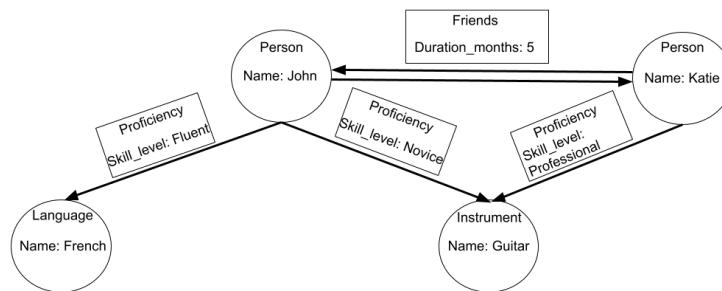 Friends
Duration_months: 5
Person
Name: John
Person
Name: Katie
Proficiency
Skill_level: Fluent
Proficiency
Skill_level: Novice
Proficiency
Skill_level:
Professional
Language
Name: French
Instrument
Name: Guitar